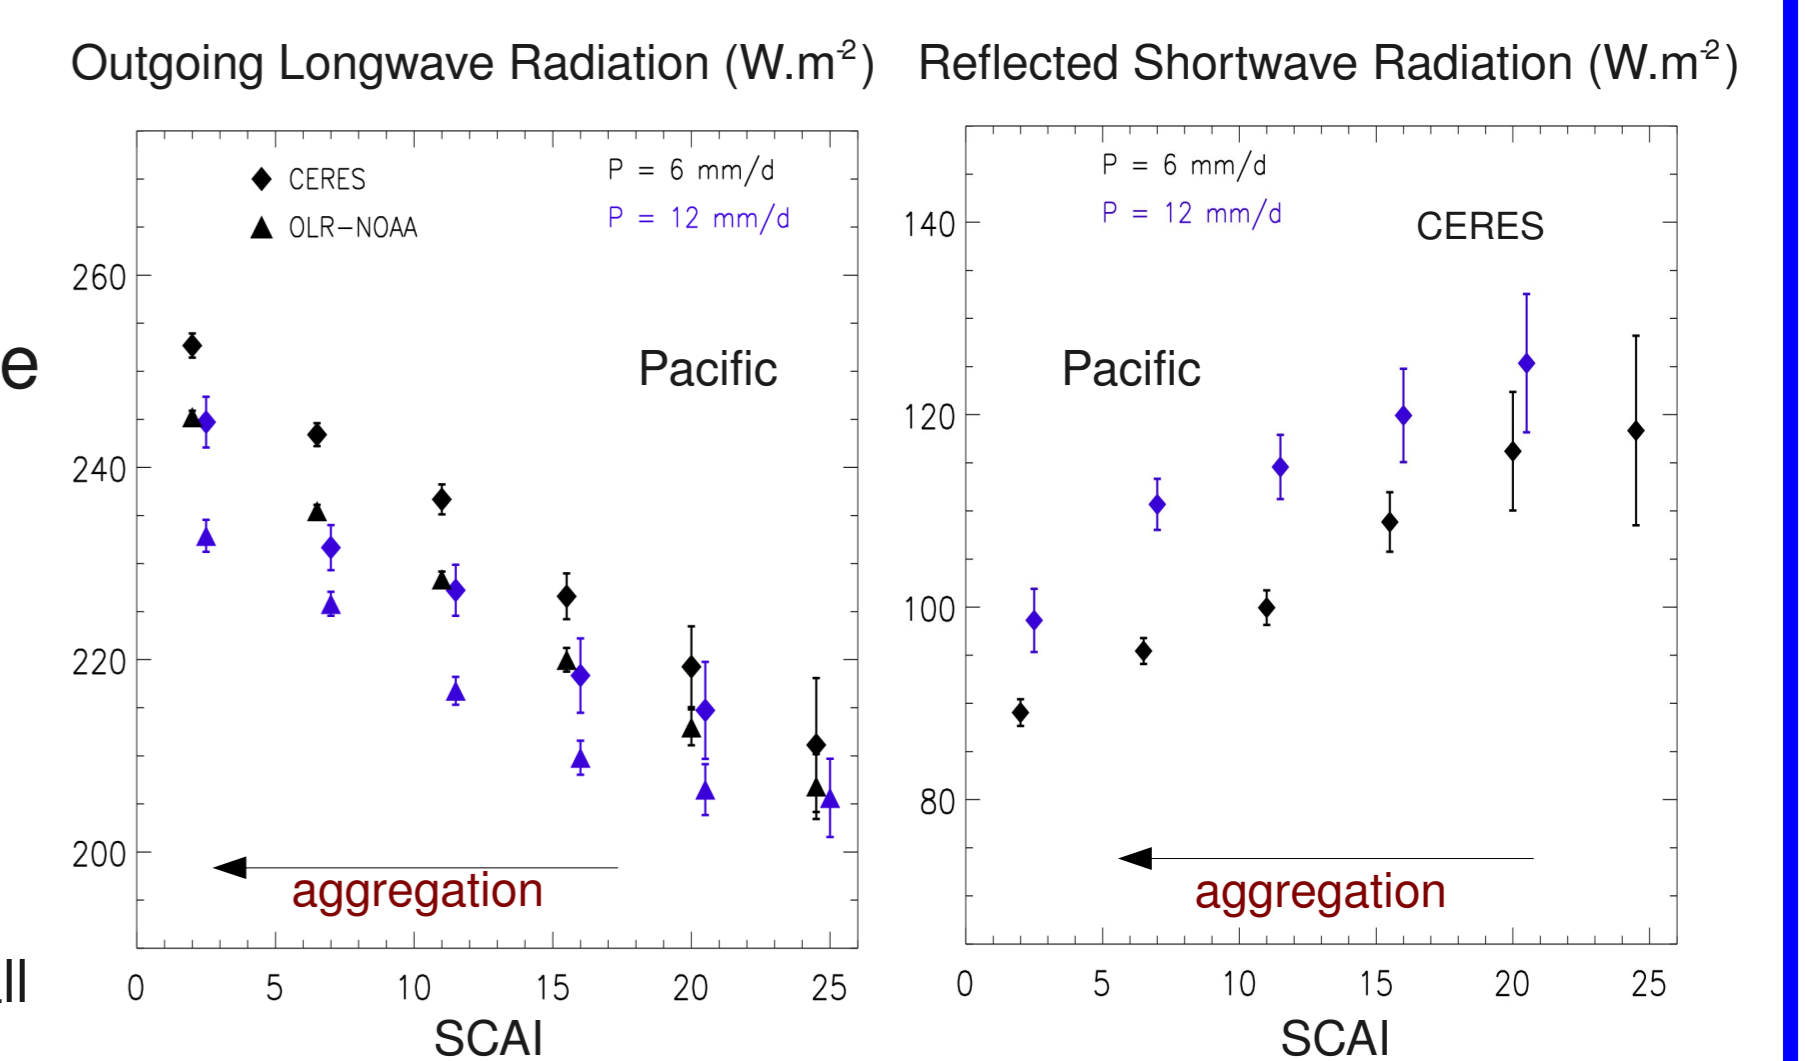 Outgoing Longwave Radiation (W.m-2)
Reflected Shortwave Radiation (W.m-2)
CERES
OLR-NOAA
P = 6 mm/d
P = 12 mm/d
Pacific
260
240
220
200
aggregation
0 5 10 15 20 25
SCAI
P = 6 mm/d
P = 12 mm/d
CERES
Pacific
140
120
100
80
aggregation
0 5 10 15 20 25
SCAI